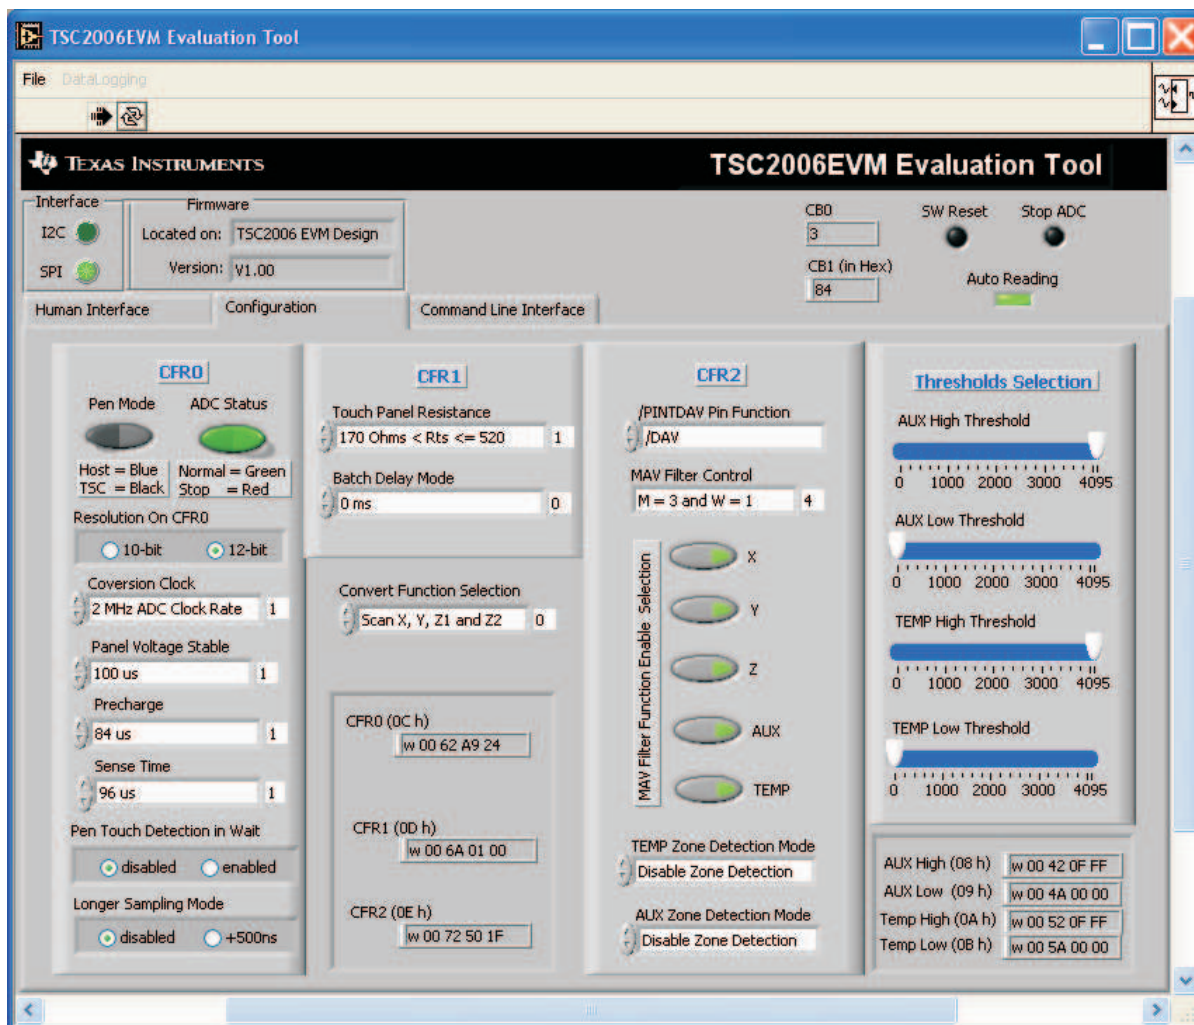 TSC2006EVM Evaluation Tool
File DataLogging
TEXAS INSTRUMENTS
TSC2006EVM Evaluation Tool
Interface
I2C
SPI
Firmware
Located on: TSC2006 EVM Design
Version: V1.00
CB0
3
CB1 (in Hex)
84
SW Reset
Stop ADC
Auto Reading
Human Interface
Configuration
Command Line Interface
CFR0
Pen Mode
ADC Status
Host = Blue
TSC = Black
Normal = Green
Stop = Red
Resolution On CFR0
10-bit
12-bit
Coversion Clock
2 MHz ADC Clock Rate 1
Panel Voltage Stable
100 us 1
Precharge
84 us 1
Sense Time
96 us 1
Pen Touch Detection in Wait
disabled
enabled
Longer Sampling Mode
disabled
+500ns
CFR1
Touch Panel Resistance
170 Ohms < Rts <= 520 1
Batch Delay Mode
0 ms 0
Convert Function Selection
Scan X, Y, Z1 and Z2 0
CFR0 (0C h)
w 00 62 A9 24
CFR1 (0D h)
w 00 6A 01 00
CFR2 (0E h)
w 00 72 50 1F
CFR2
/PINTDAV Pin Function
/DAV
MAV Filter Control
M = 3 and W = 1 4
MAV Filter Function Enable Selection
X
Y
Z
AUX
TEMP
TEMP Zone Detection Mode
Disable Zone Detection
AUX Zone Detection Mode
Disable Zone Detection
Thresholds Selection
AUX High Threshold
0 1000 2000 3000 4095
AUX Low Threshold
0 1000 2000 3000 4095
TEMP High Threshold
0 1000 2000 3000 4095
TEMP Low Threshold
0 1000 2000 3000 4095
AUX High (08 h) w 00 42 0F FF
AUX Low (09 h) w 00 4A 00 00
Temp High (0A h) w 00 52 0F FF
Temp Low (0B h) w 00 5A 00 00